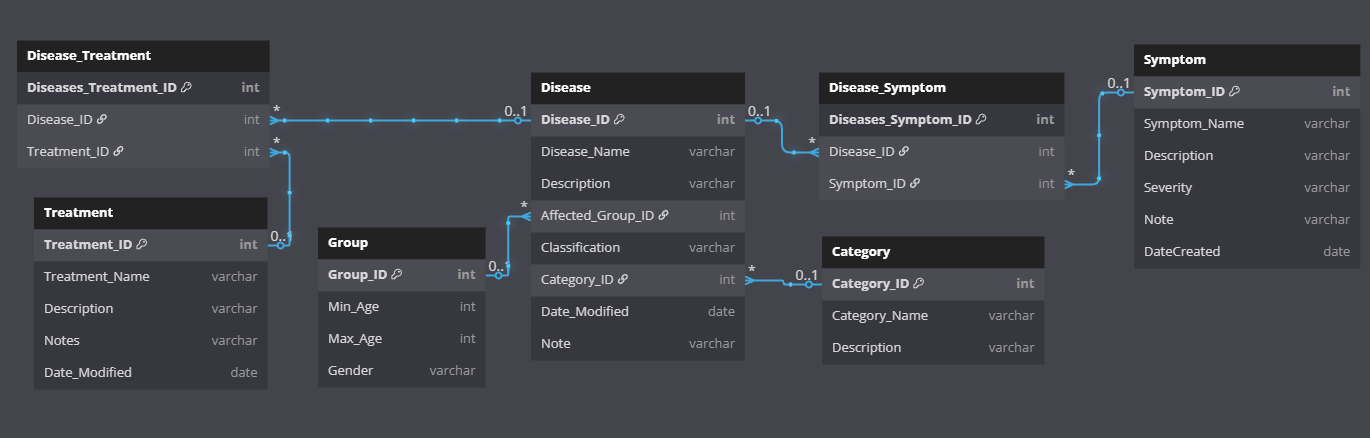 Disease_Treatment
Diseases_Treatment_ID int
Disease_ID int
Treatment_ID int
*
*
0..1
Treatment
Treatment_ID int
Treatment_Name varchar
Description varchar
Notes varchar
Date_Modified date
0..1
Group
Group_ID int
Min_Age int
Max_Age int
Gender varchar
0..1
*
Disease
Disease_ID int
Disease_Name varchar
Description varchar
Affected_Group_ID int
Classification varchar
Category_ID int
Date_Modified date
Note varchar
0..1
*
*
0..1
Disease_Symptom
Diseases_Symptom_ID int
Disease_ID int
Symptom_ID int
*
0..1
Category
Category_ID int
Category_Name varchar
Description varchar
Symptom
Symptom_ID int
Symptom_Name varchar
Description varchar
Severity varchar
Note varchar
DateCreated date